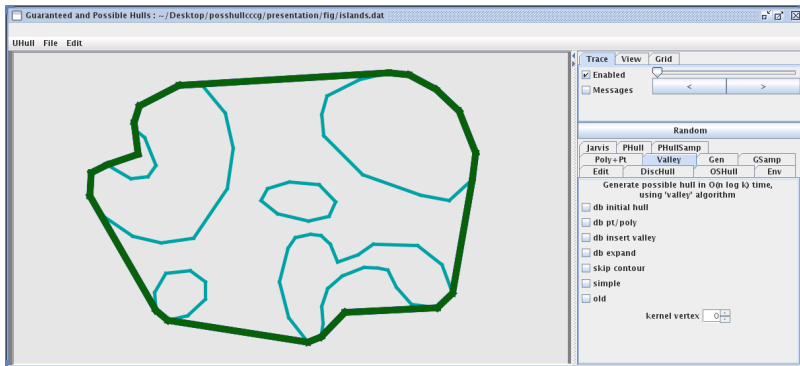 Guaranteed and Possible Hulls : ~/Desktop/posshullcccg/presentation/fig/islands.dat
UHull File Edit
Trace View Grid
Enabled
Messages
< >
Random
Jarvis PHull PHullSamp
Poly+Pt Valley Gen GSamp
Edit DiscHull OSHull Env
Generate possible hull in O(n log k) time,
using 'valley' algorithm
db initial hull
db pt/poly
db insert valley
db expand
skip contour
simple
old
kernel vertex 0